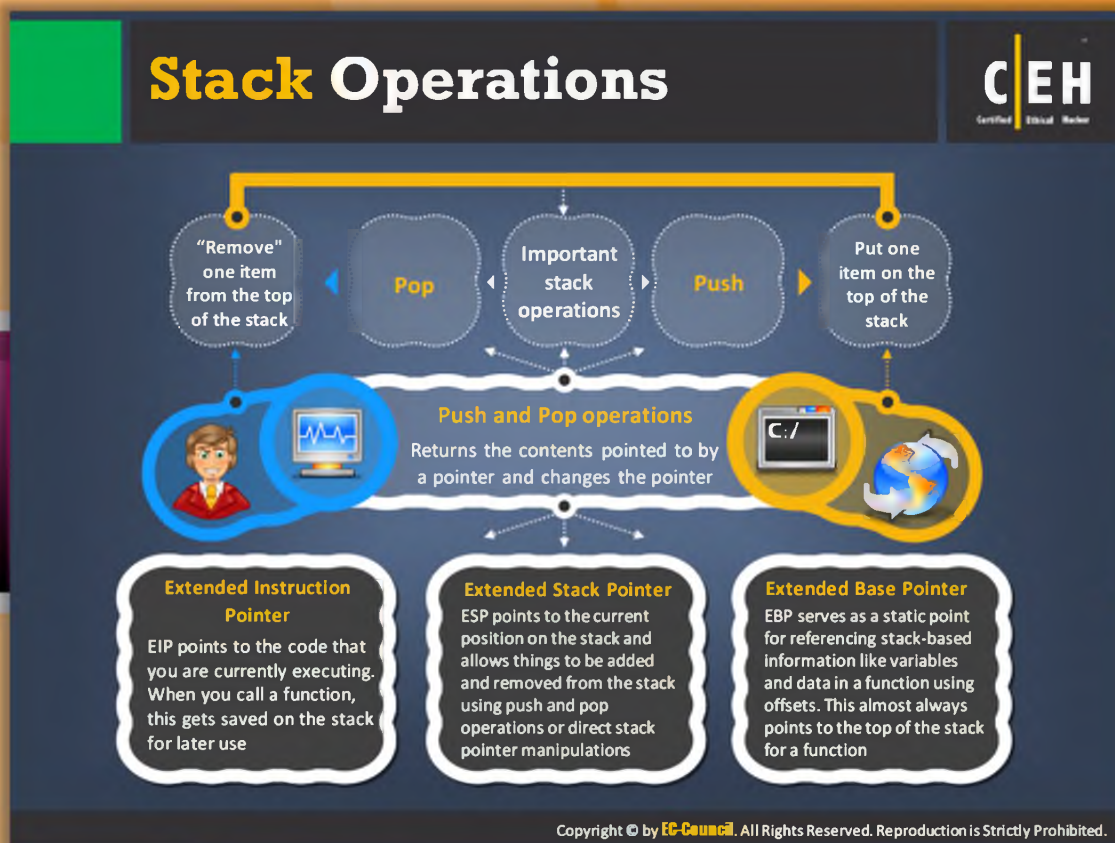 Stack Operations
C|EH
Certified Ethical Hacker
“Remove"
one item
from the top
of the stack
Pop
Important
stack
operations
Push
Put one
item on the
top of the
stack
Push and Pop operations
Returns the contents pointed to by
a pointer and changes the pointer
C:/
Extended Instruction
Pointer
EIP points to the code that
you are currently executing.
When you call a function,
this gets saved on the stack
for later use
Extended Stack Pointer
ESP points to the current
position on the stack and
allows things to be added
and removed from the stack
using push and pop
operations or direct stack
pointer manipulations
Extended Base Pointer
EBP serves as a static point
for referencing stack-based
information like variables
and data in a function using
offsets. This almost always
points to the top of the stack
for a function
Copyright © by EC-Council. All Rights Reserved. Reproduction is Strictly Prohibited.